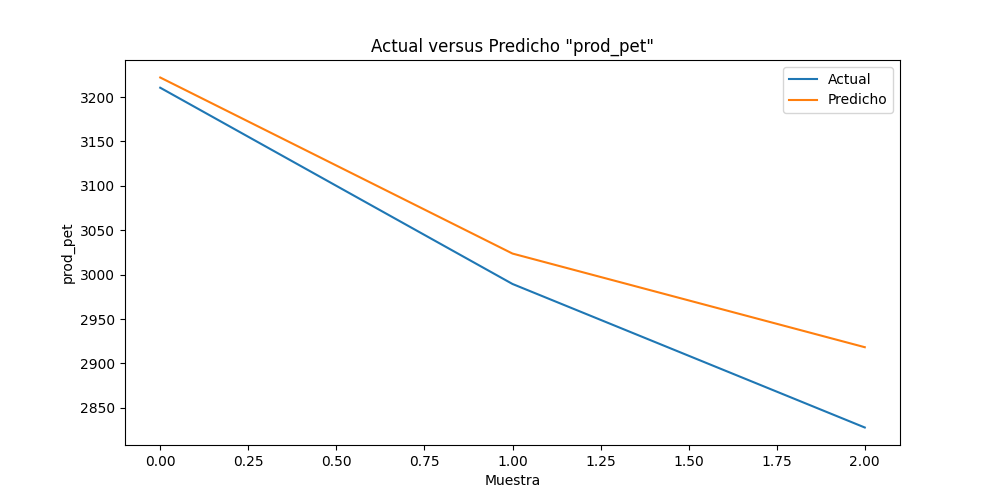 Actual versus Predicho "prod_pet"
Actual
Predicho
prod_pet
3200
3150
3100
3050
3000
2950
2900
2850
0.00 0.25 0.50 0.75 1.00 1.25 1.50 1.75 2.00
Muestra